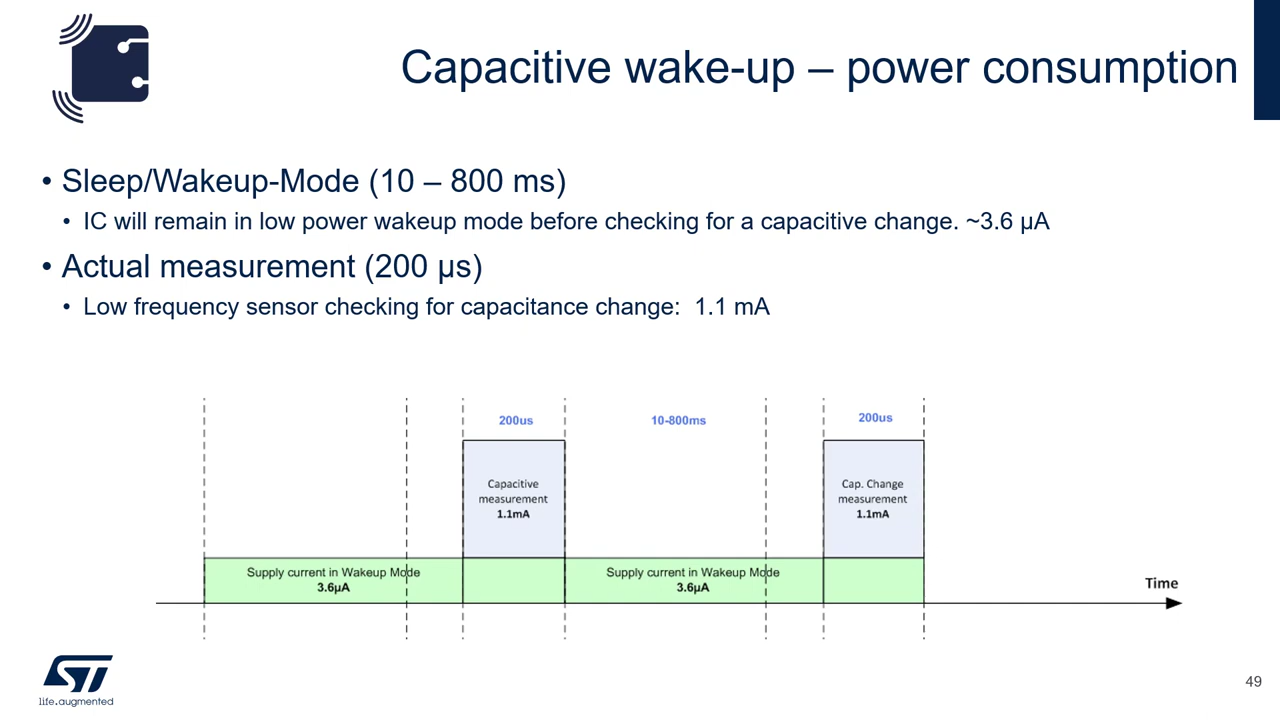 Capacitive wake-up – power consumption
• Sleep/Wakeup-Mode (10 – 800 ms)
• IC will remain in low power wakeup mode before checking for a capacitive change. ~3.6 µA
• Actual measurement (200 µs)
• Low frequency sensor checking for capacitance change:  1.1 mA
200us
10-800ms
200us
Capacitive
measurement
1.1mA
Cap. Change
measurement
1.1mA
Supply current in Wakeup Mode
3.6µA
Supply current in Wakeup Mode
3.6µA
Time
ST
life.augmented
49